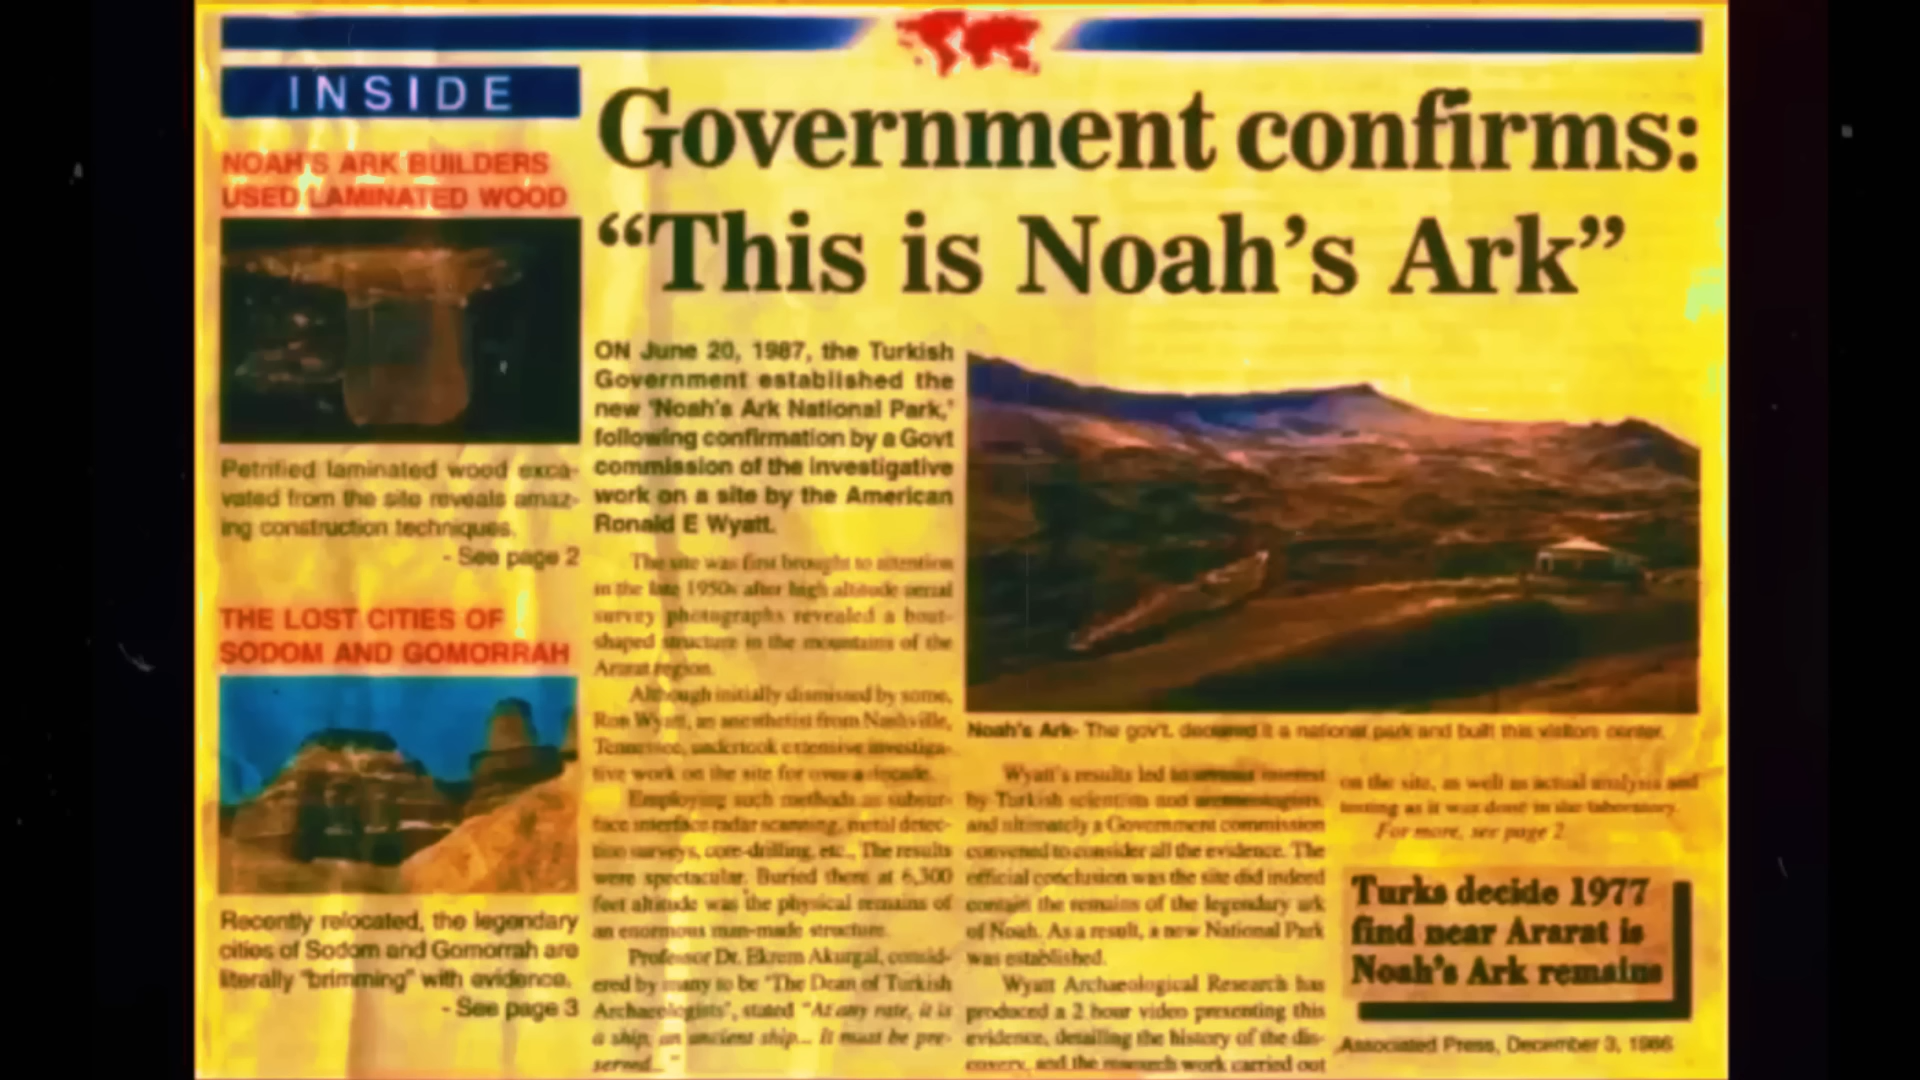 INSIDE
NOAH'S ARK BUILDERS
USED LAMINATED WOOD
Petrified laminated wood exca-
vated from the site reveals amaz-
ing construction techniques.
- See page 2
THE LOST CITIES OF
SODOM AND GOMORRAH
Recently relocated, the legendary
cities of Sodom and Gomorrah are
literally "brimming" with evidence.
- See page 3
Government confirms:
“This is Noah’s Ark”
ON June 20, 1987, the Turkish
Government established the
new 'Noah's Ark National Park,'
following confirmation by a Govt
commission of the investigative
work on a site by the American
Ronald E Wyatt.
The site was first brought to attention
in the late 1950s after high altitude aerial
survey photographs revealed a boat-
shaped structure in the mountains of the
Ararat region.
Although initially dismissed by some,
Ron Wyatt, an anesthetist from Nashville,
Tennessee, undertook extensive investiga-
tive work on the site for over a decade.
Employing such methods as subsur-
face interface radar scanning, metal detec-
tion surveys, core-drilling, etc., The results
were spectacular. Buried there at 6,300
feet altitude was the physical remains of
an enormous man-made structure.
Professor Dr. Ekrem Akurgal, consid-
ered by many to be "The Dean of Turkish
Archaeologists", stated "At any rate, it is
a ship, an ancient ship... It must be pre-
served..."
Noah's Ark- The gov't. declared it a national park and built this visitors center.
Wyatt's results led to serious interest
by Turkish scientists and archaeologists,
and ultimately a Government commission
convened to consider all the evidence. The
official conclusion was the site did indeed
contain the remains of the legendary ark
of Noah. As a result, a new National Park
was established.
Wyatt Archaeological Research has
produced a 2 hour video presenting this
evidence, detailing the history of the dis-
covery, and the research work carried out
on the site, as well as actual analysis and
testing as it was done in the laboratory.
For more, see page 2
Turks decide 1977
find near Ararat is
Noah's Ark remains
Associated Press, December 3, 1986